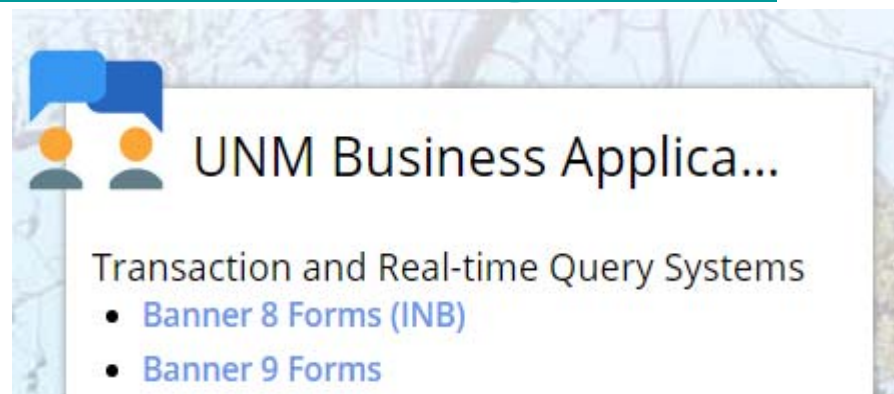 UNM Business Applica...
Transaction and Real-time Query Systems
• Banner 8 Forms (INB)
• Banner 9 Forms